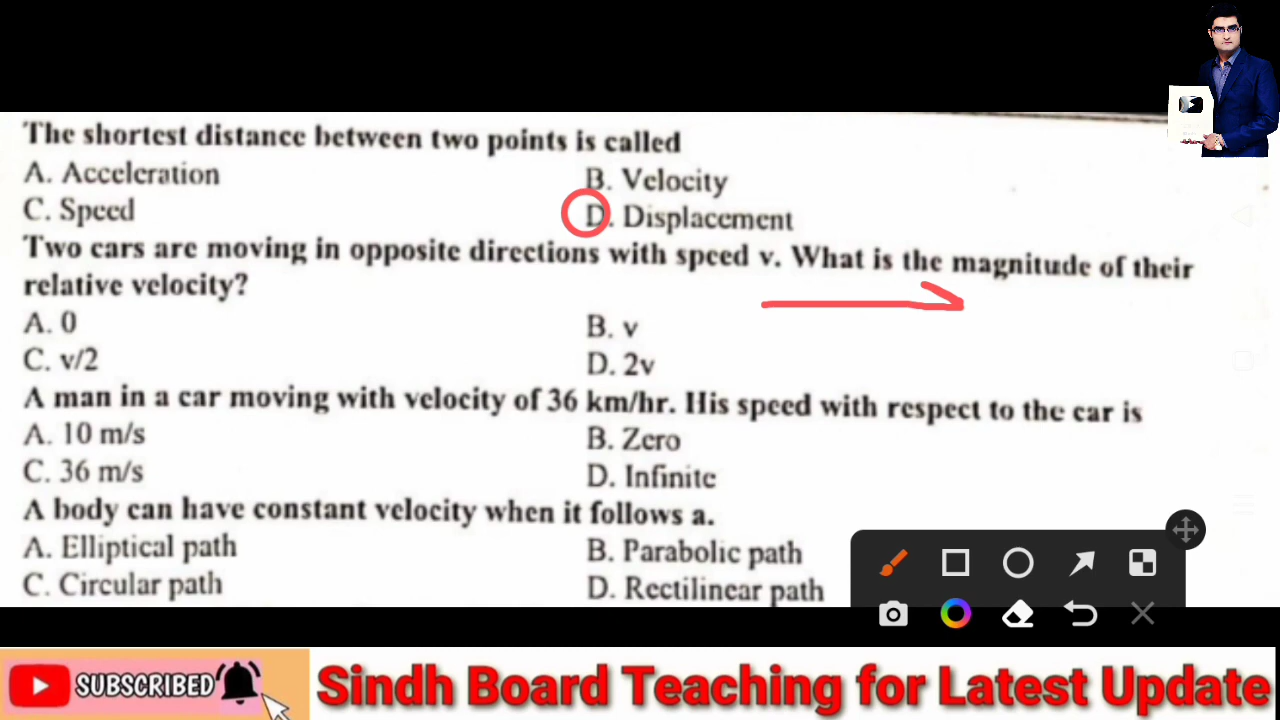 The shortest distance between two points is called
A. Acceleration B. Velocity
C. Speed D. Displacement
Two cars are moving in opposite directions with speed v. What is the magnitude of their
relative velocity?
A. 0 B. v
C. v/2 D. 2v
A man in a car moving with velocity of 36 km/hr. His speed with respect to the car is
A. 10 m/s B. Zero
C. 36 m/s D. Infinite
A body can have constant velocity when it follows a.
A. Elliptical path B. Parabolic path
C. Circular path D. Rectilinear path
SUBSCRIBED Sindh Board Teaching for Latest Update